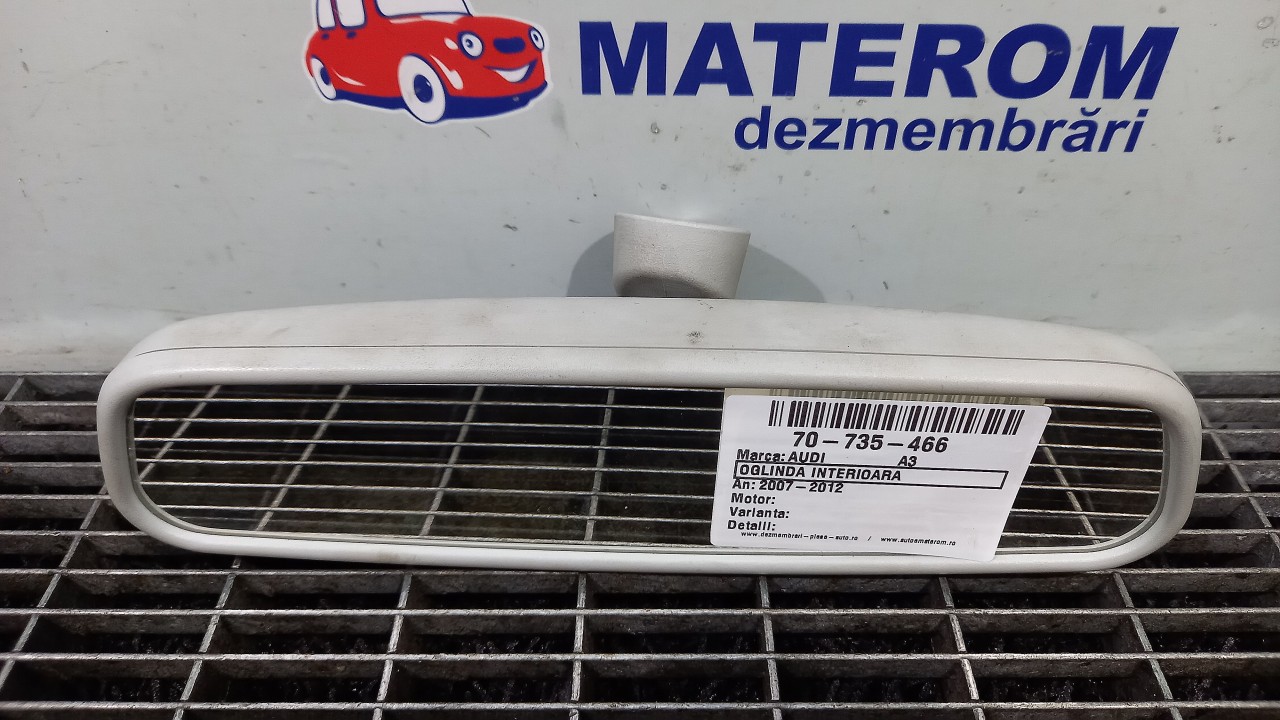 MATEROM
dezmembrări
70-735-466
Marca: AUDI A3
OGLINDA INTERIOARA
An: 2007-2012
Motor:
Varianta:
Detalii:
www.dezmembrari-piese-auto.ro / www.autoematerom.ro